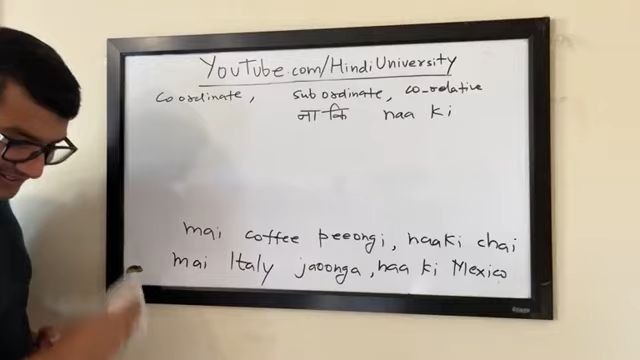 YouTube.com/HindiUniversity
Coordinate, subordinate, co-relative
ना कि naa ki
mai coffee peeongi, naaki chai
mai Italy jaoonga, naa ki Mexico